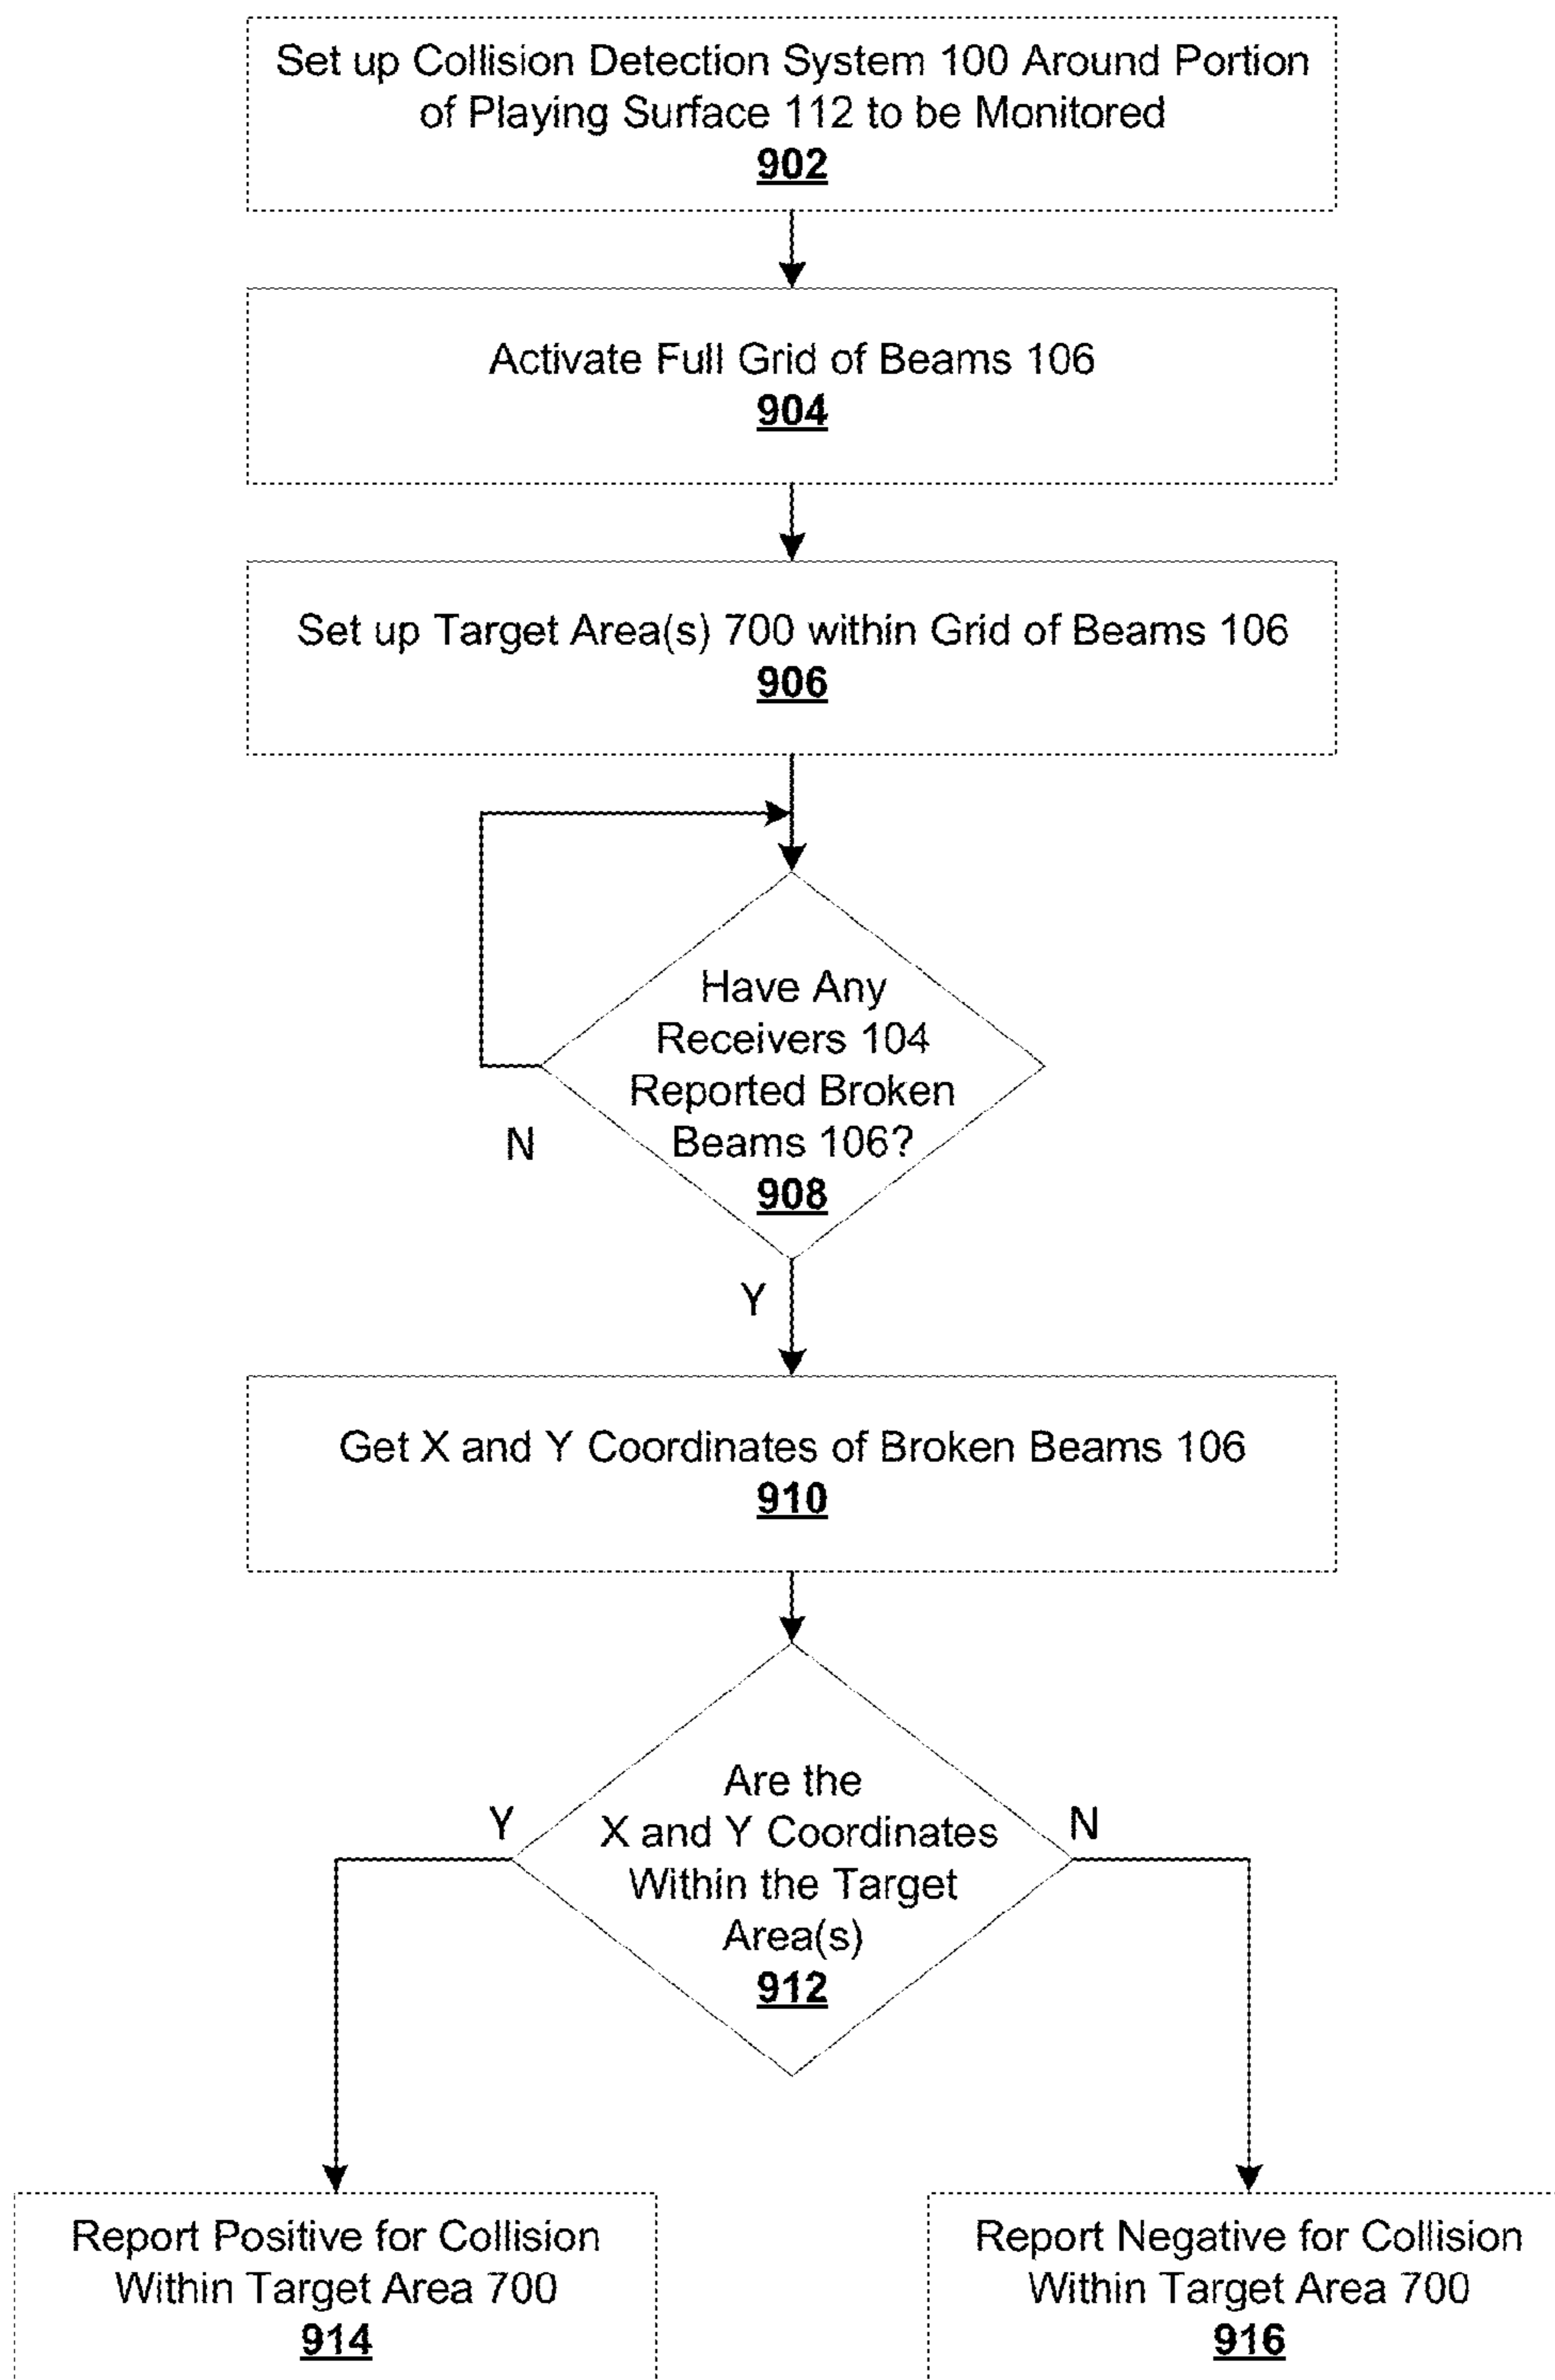 Set up Collision Detection System 100 Around Portion
of Playing Surface 112 to be Monitored
902
Activate Full Grid of Beams 106
904
Set up Target Area(s) 700 within Grid of Beams 106
906
Have Any
Receivers 104
Reported Broken
Beams 106?
908
N
Y
Get X and Y Coordinates of Broken Beams 106
910
Are the
X and Y Coordinates
Within the Target
Area(s)
912
Y
N
Report Positive for Collision
Within Target Area 700
914
Report Negative for Collision
Within Target Area 700
916